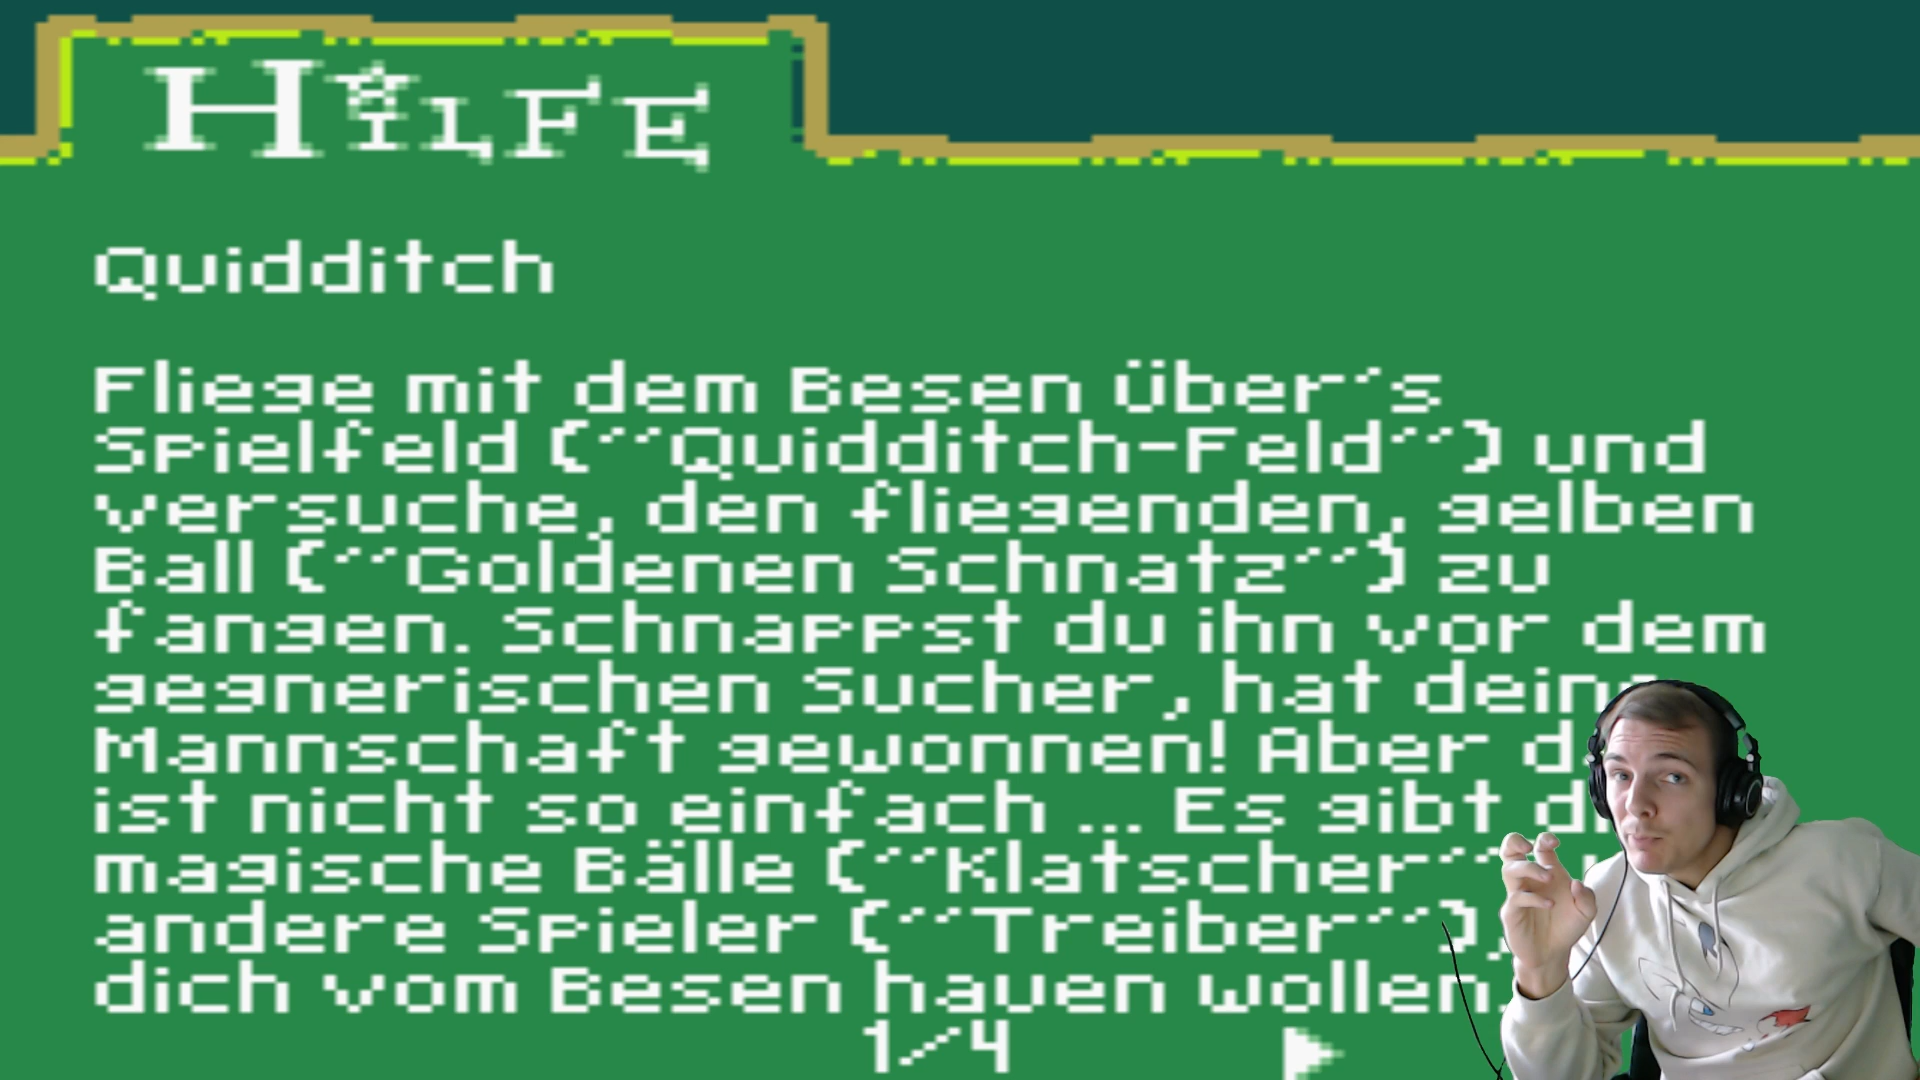 Hilfe
Quidditch
Fliege mit dem Besen über's
Spielfeld (''Quidditch-Feld'') und
versuche, den fliegenden, gelben
Ball (''Goldenen Schnatz'') zu
fangen. Schnappst du ihn vor dem
gegnerischen Sucher, hat deine
Mannschaft gewonnen! Aber
ist nicht so einfach ... Es gibt
magische Bälle (''Klatscher''
andere Spieler (''Treiber''),
dich vom Besen hauen wollen.
1/4